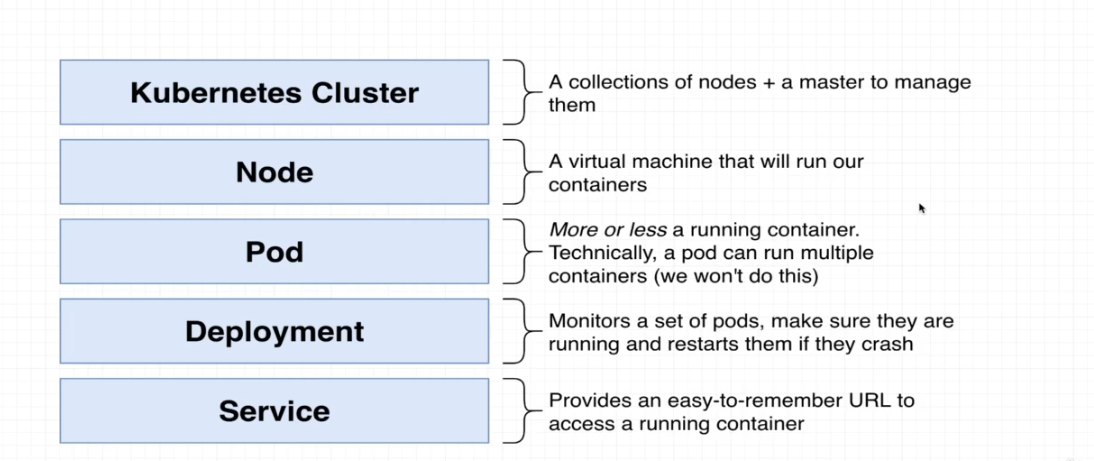 Kubernetes Cluster
A collections of nodes + a master to manage
them
Node
A virtual machine that will run our
containers
Pod
More or less a running container.
Technically, a pod can run multiple
containers (we won't do this)
Deployment
Monitors a set of pods, make sure they are
running and restarts them if they crash
Service
Provides an easy-to-remember URL to
access a running container